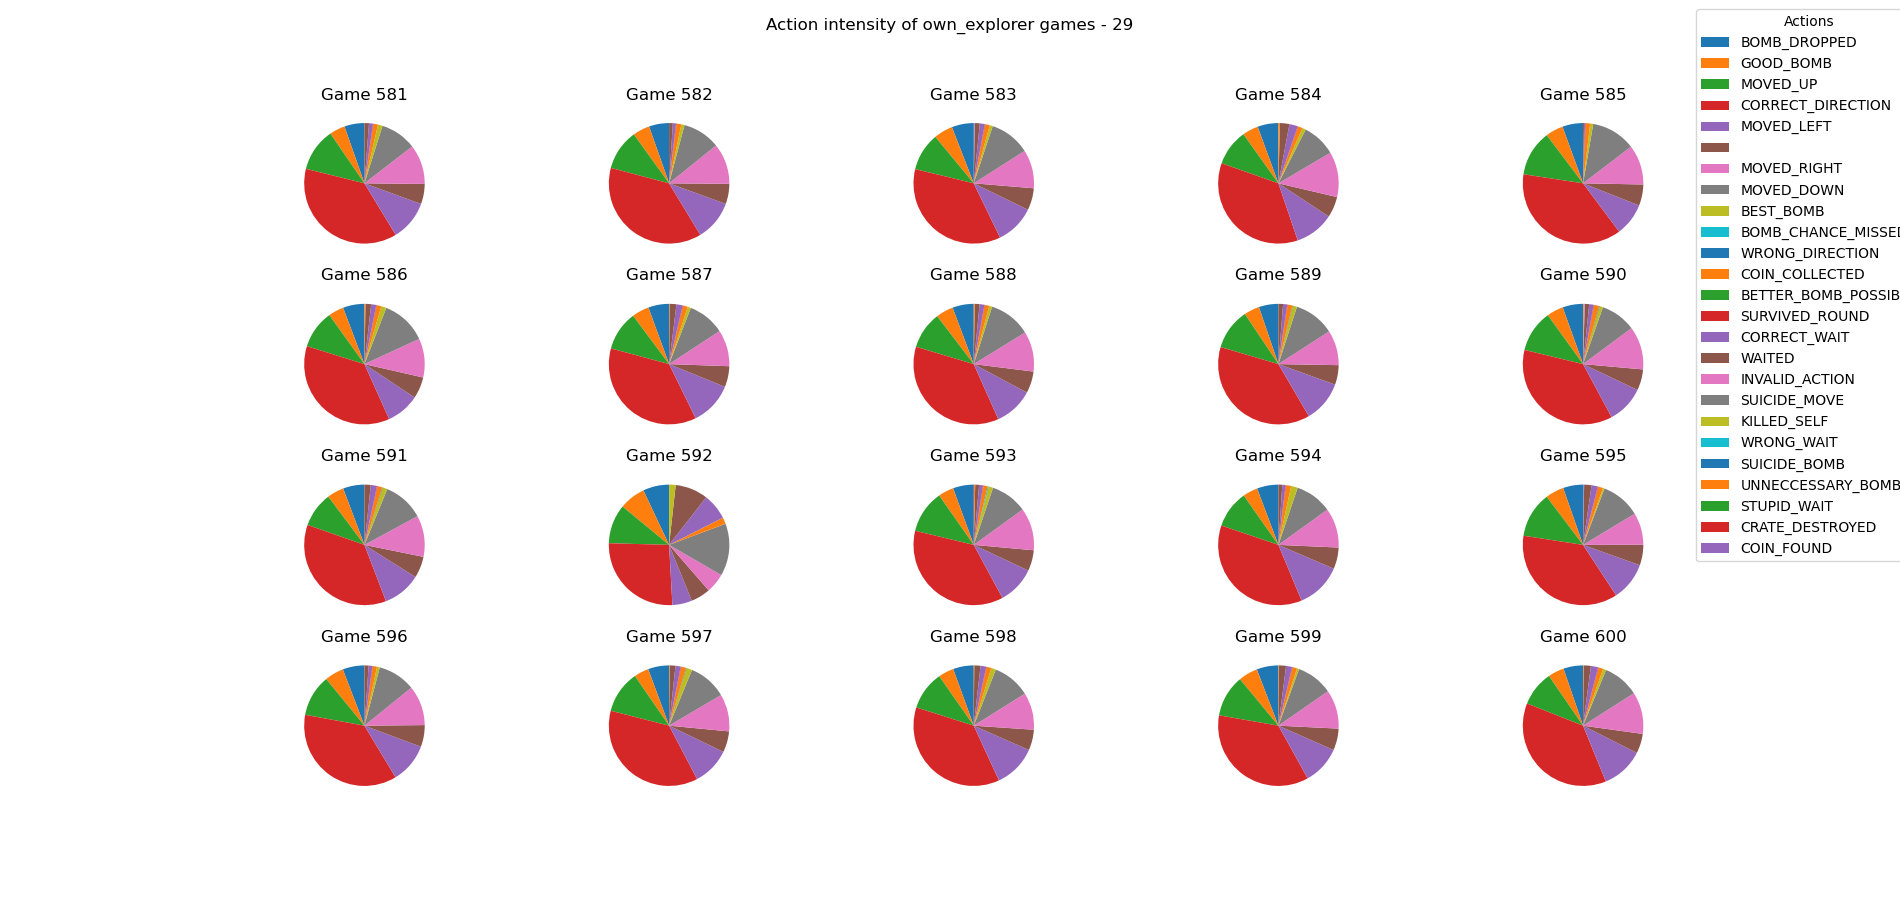 Action intensity of own_explorer games - 29
Game 581
Game 582
Game 583
Game 584
Game 585
Game 586
Game 587
Game 588
Game 589
Game 590
Game 591
Game 592
Game 593
Game 594
Game 595
Game 596
Game 597
Game 598
Game 599
Game 600
Actions
BOMB_DROPPED
GOOD_BOMB
MOVED_UP
CORRECT_DIRECTION
MOVED_LEFT
MOVED_RIGHT
MOVED_DOWN
BEST_BOMB
BOMB_CHANCE_MISSED
WRONG_DIRECTION
COIN_COLLECTED
BETTER_BOMB_POSSIB
SURVIVED_ROUND
CORRECT_WAIT
WAITED
INVALID_ACTION
SUICIDE_MOVE
KILLED_SELF
WRONG_WAIT
SUICIDE_BOMB
UNNECCESSARY_BOMB
STUPID_WAIT
CRATE_DESTROYED
COIN_FOUND